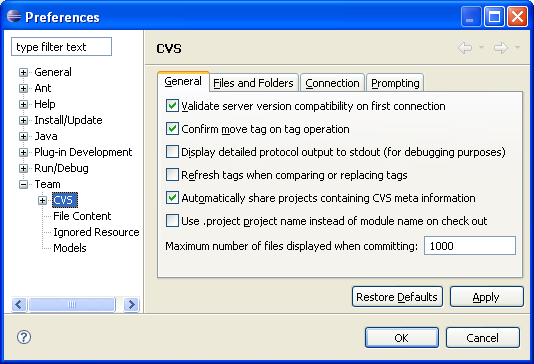 Preferences
type filter text
General
Ant
Help
Install/Update
Java
Plug-in Development
Run/Debug
Team
CVS
File Content
Ignored Resource
Models
CVS
General Files and Folders Connection Prompting
Validate server version compatibility on first connection
Confirm move tag on tag operation
Display detailed protocol output to stdout (for debugging purposes)
Refresh tags when comparing or replacing tags
Automatically share projects containing CVS meta information
Use .project project name instead of module name on check out
Maximum number of files displayed when committing: 1000
Restore Defaults Apply
? OK Cancel